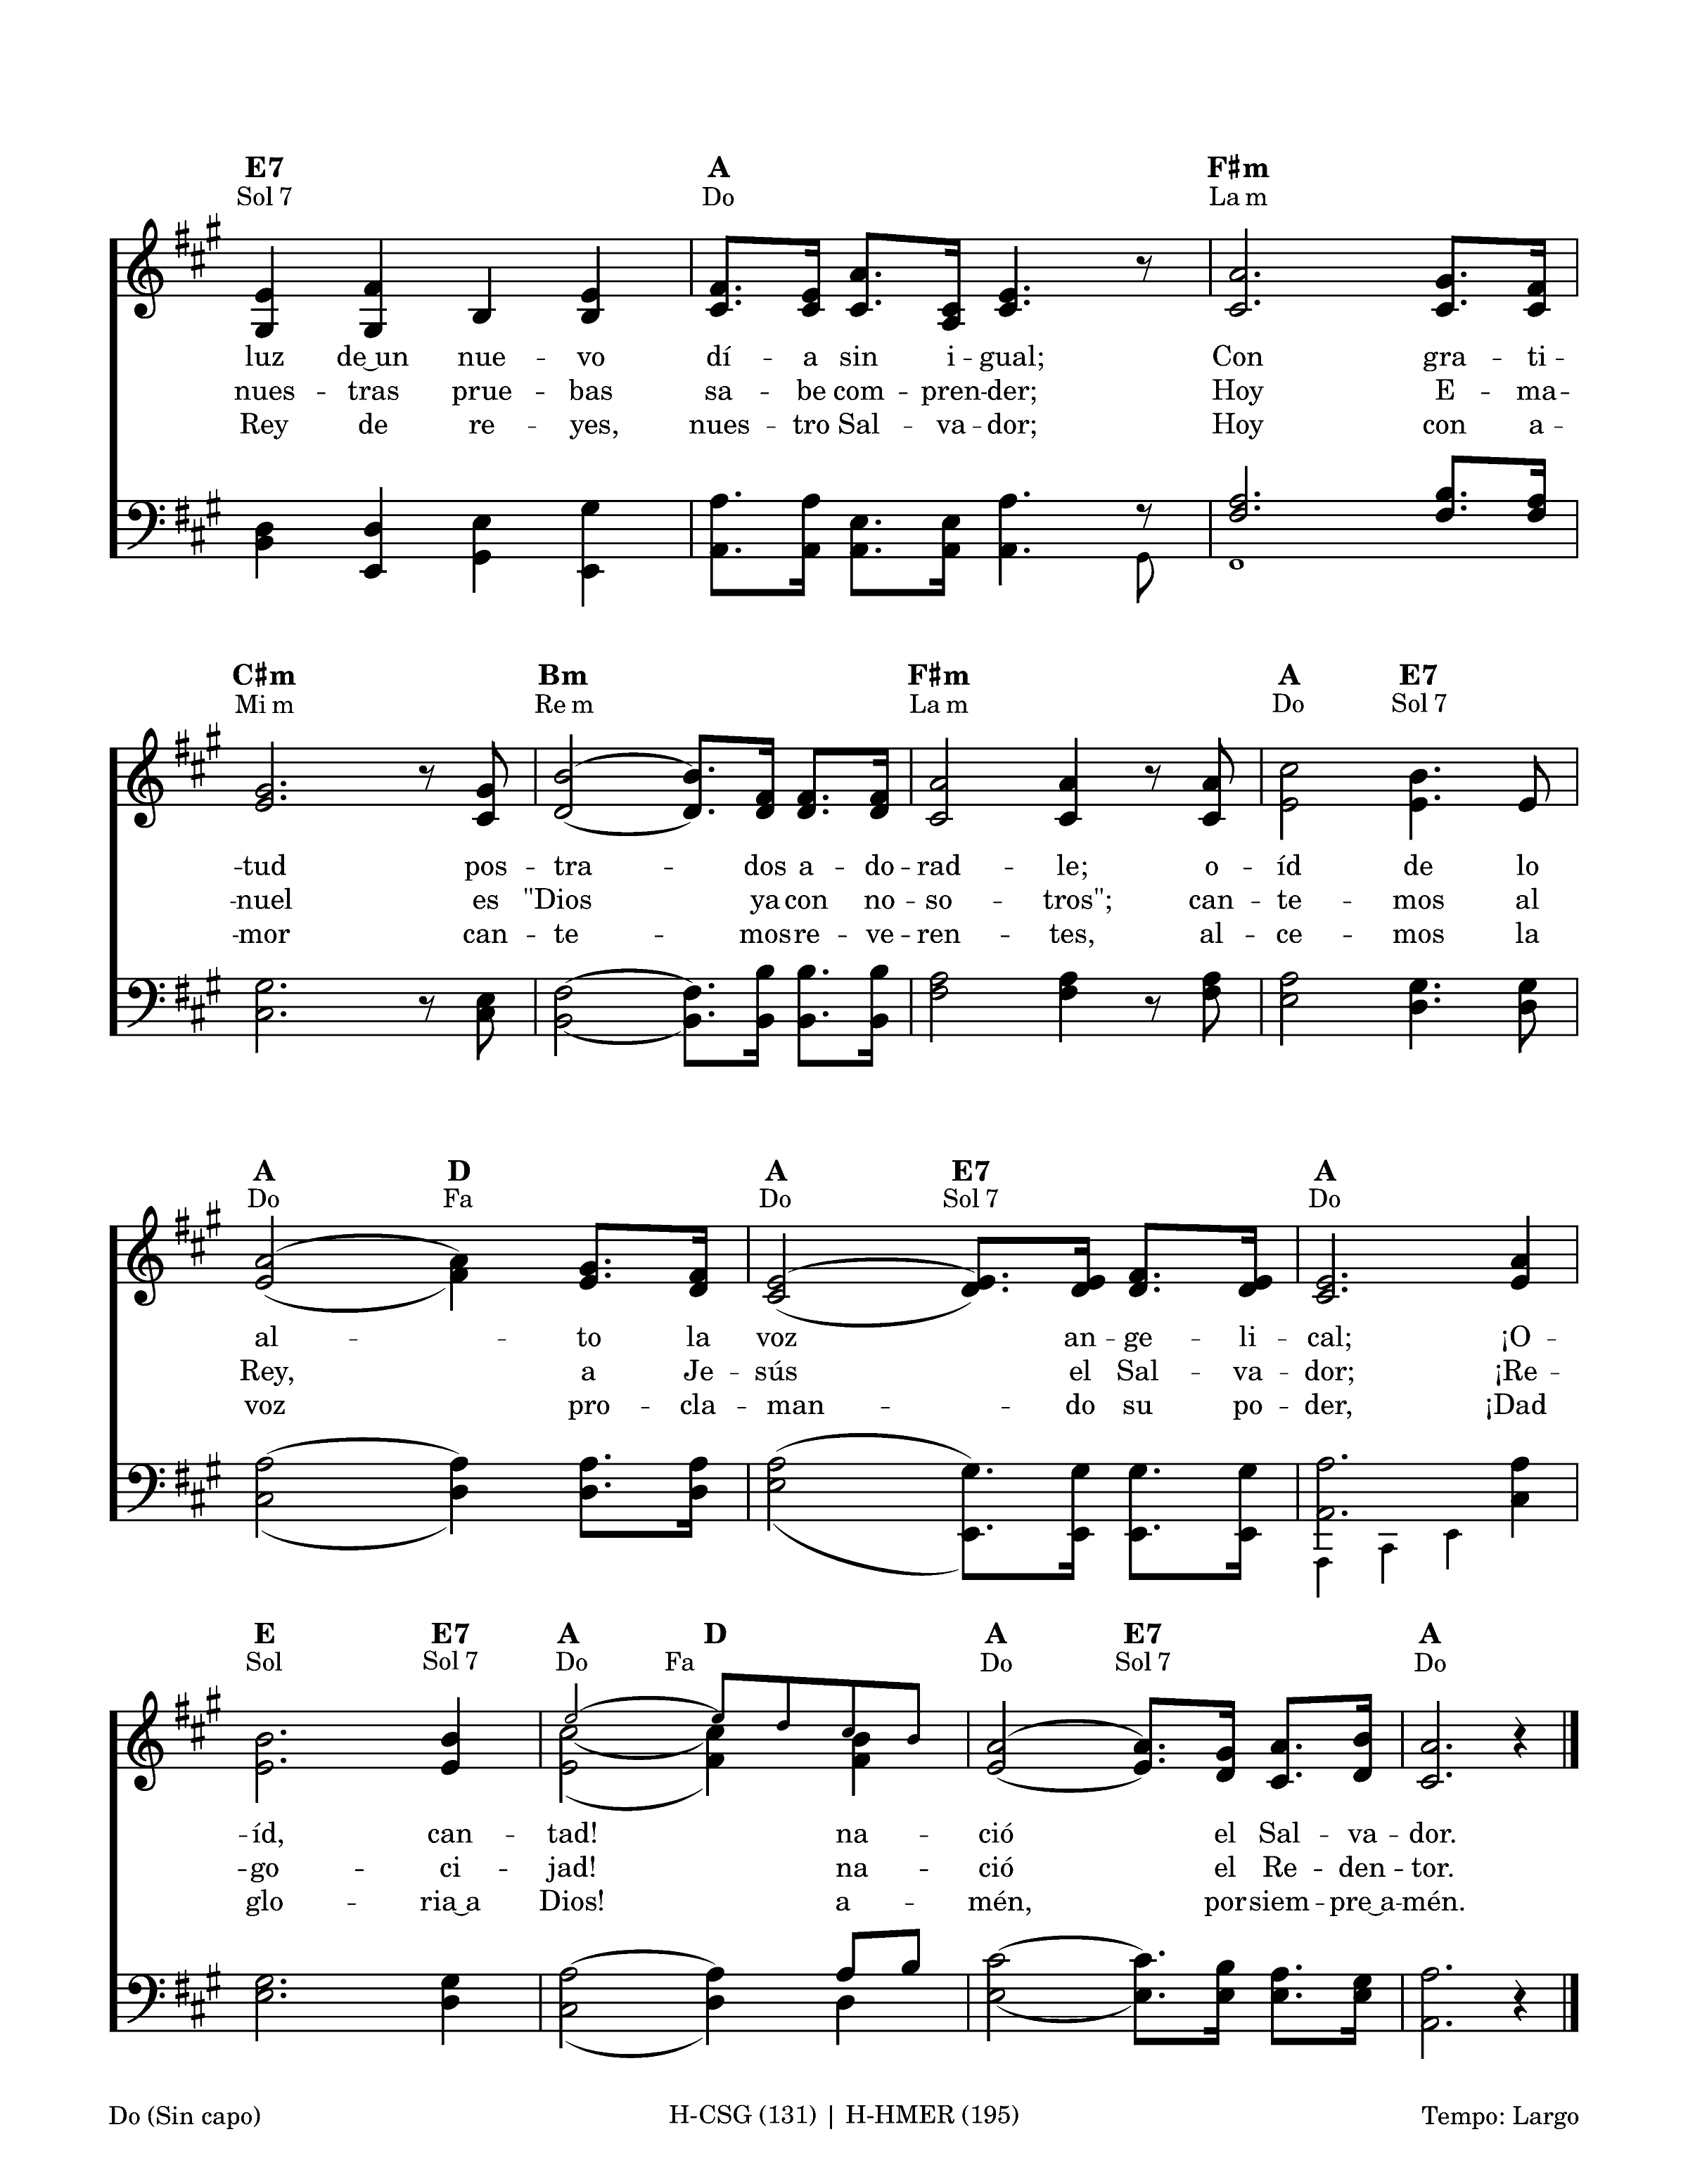 E7 A F♯m
Sol 7 Do La m
luz de‿un nue - vo dí - a sin i - gual; Con gra - ti -
nues - tras prue - bas sa - be com - pren - der; Hoy E - ma -
Rey de re - yes, nues - tro Sal - va - dor; Hoy con a -
C♯m Bm F♯m A E7
Mi m Re m La m Do Sol 7
-tud pos - tra - dos a - do - rad - le; o - íd de lo
-nuel es "Dios ya con no - so - tros"; can - te - mos al
-mor can - te - mos re - ve - ren - tes, al - ce - mos la
A D A E7 A
Do Fa Do Sol 7 Do
al - to la voz an - ge - li - cal; ¡O -
Rey, a Je - sús el Sal - va - dor; ¡Re -
voz pro - cla - man - do su po - der, ¡Dad
E E7 A D A E7 A
Sol Sol 7 Do Fa Do Sol 7 Do
-íd, can - tad! na - ció el Sal - va - dor.
-go - ci - jad! na - ció el Re - den - tor.
glo - ria‿a Dios! a - mén, por siem - pre‿a - mén.
Do (Sin capo) H-CSG (131) | H-HMER (195) Tempo: Largo